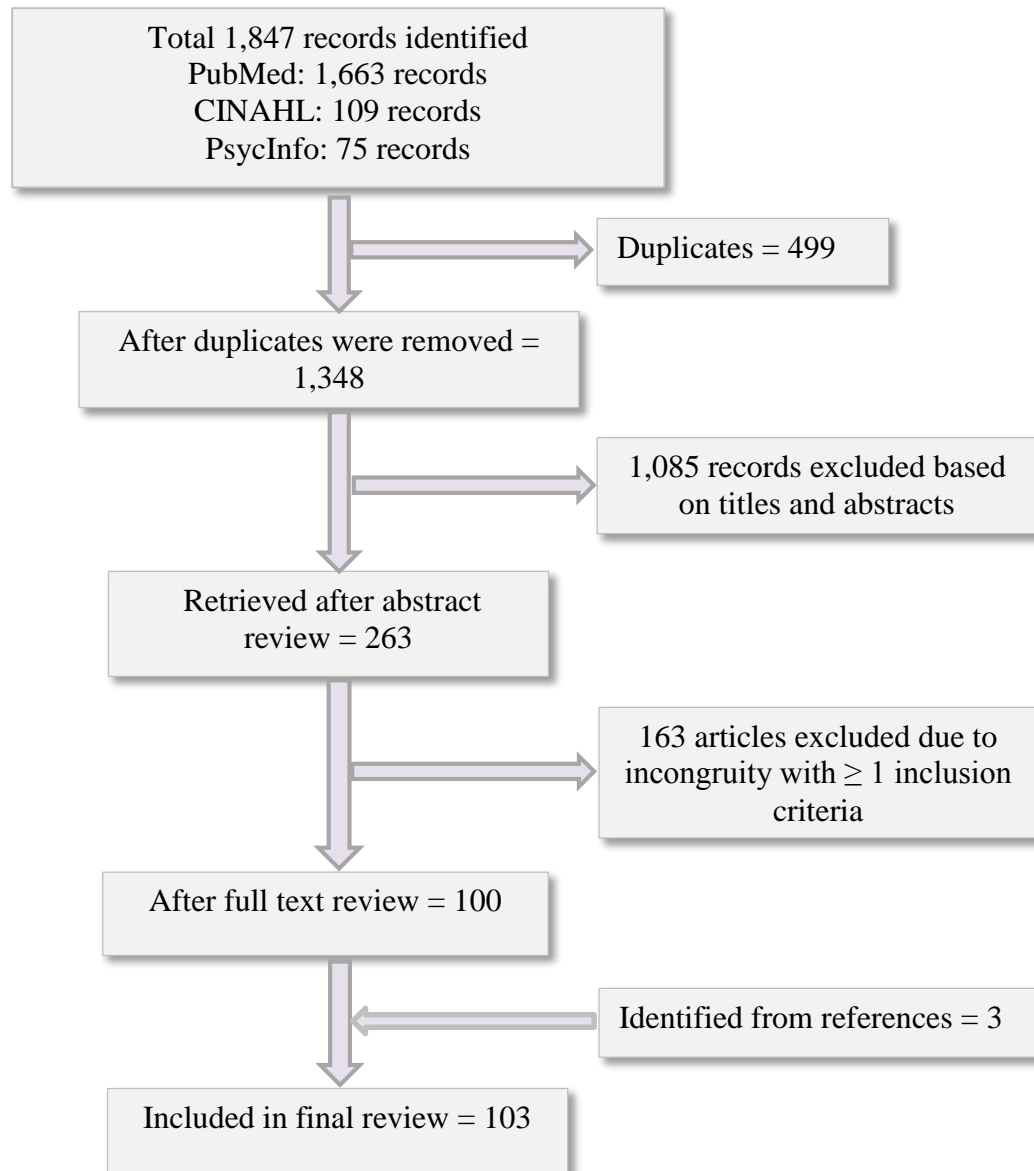 Total 1,847 records identified
PubMed: 1,663 records
CINAHL: 109 records
PsycInfo: 75 records
Duplicates = 499
After duplicates were removed =
1,348
1,085 records excluded based
on titles and abstracts
Retrieved after abstract
review = 263
163 articles excluded due to
incongruity with ≥ 1 inclusion
criteria
After full text review = 100
Identified from references = 3
Included in final review = 103